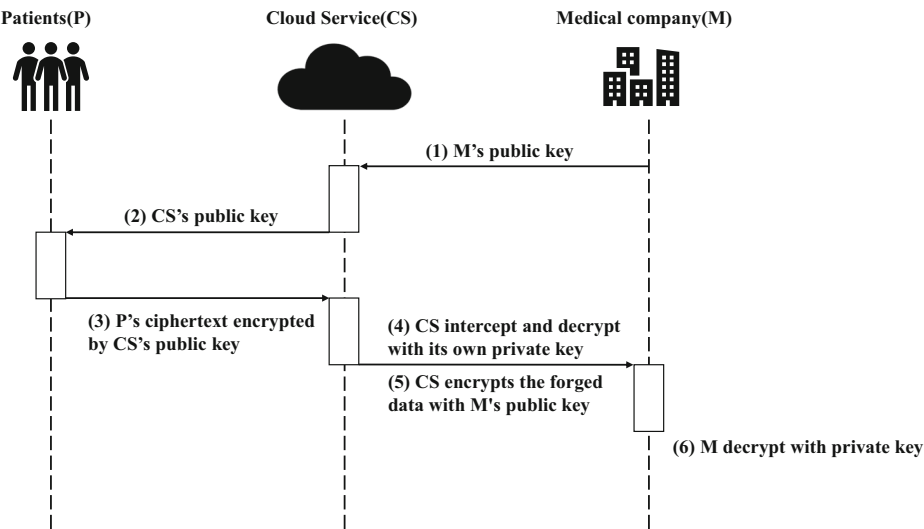 Patients(P)
Cloud Service(CS)
Medical company(M)
(1) M's public key
(2) CS's public key
(3) P's ciphertext encrypted
by CS's public key
(4) CS intercept and decrypt
with its own private key
(5) CS encrypts the forged
data with M's public key
(6) M decrypt with private key